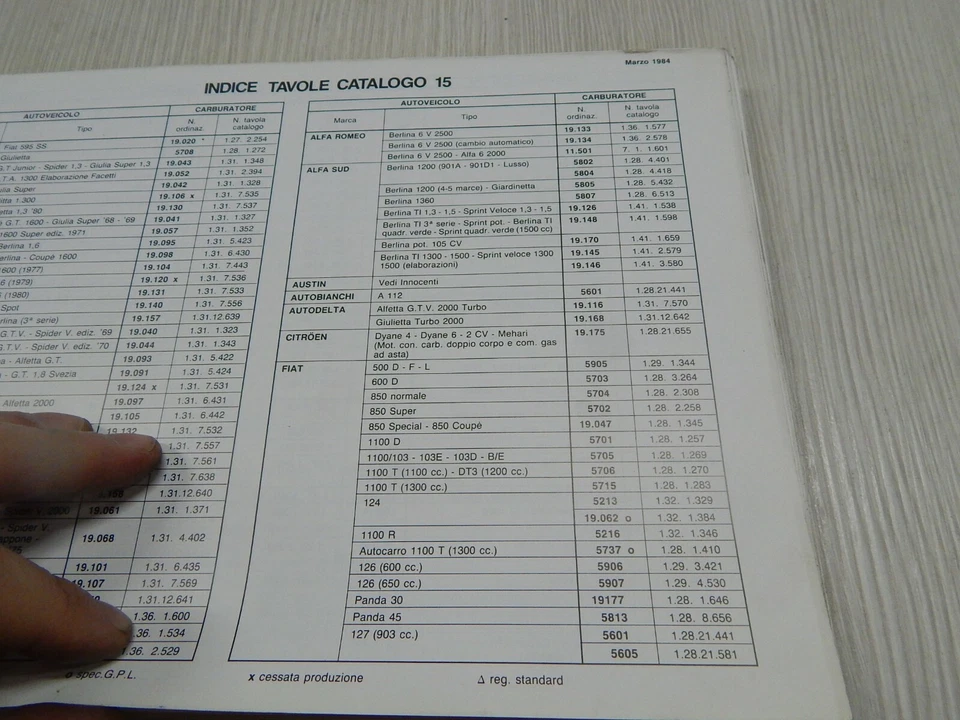 Marzo 1984
INDICE TAVOLE CATALOGO 15
AUTOVEICOLO CARBURATORE
Tipo N. ordinaz. N. tavola catalogo
Fiaz 595 SS 19.020 * 1.27. 2.254
Giulietta 5708 1.28. 1.272
G.T Junior - Spider 1.3 - Giulia Super 1.3 19.043 1.31. 1.348
T.A. 1300 Elaborazione Facetti 19.052 1.31. 2.394
Super 19.042 1.31. 1.328
1.300 19.106 x 1.31. 7.535
1.3 '80 19.130 1.31. 7.537
G.T. 1600 - Giulia Super '68 - '69 19.041 1.31. 1.327
1600 Super ediz. 1971 19.057 1.31. 1.352
Berlina 1,6 19.095 1.31. 5.423
- Coupé 1600 19.098 1.31. 6.430
1600 (1977) 19.104 1.31. 7.443
(1979) 19.120 x 1.31. 7.536
(1980) 19.131 1.31. 7.533
Spot 19.140 1.31. 7.556
(3ª serie) 19.157 1.31.12.639
G.T.V. - Spider V. ediz. '69 19.040 1.31. 1.323
G.T.V. - Spider V. ediz. '70 19.044 1.31. 1.343
- Alfetta G.T. 19.093 1.31. 5.422
- G.T. 1.8 Svezia 19.091 1.31. 5.424
19.124 x 1.31. 7.531
Alfetta 2000 19.097 1.31. 6.431
19.105 1.31. 6.442
19.132 1.31. 7.532
1.31. 7.557
1.31. 7.561
1.31. 7.638
1.31.12.640
19.061 1.31. 1.371
- Spider V.
19.068 1.31. 4.402
19.101 1.31. 6.435
19.107 1.31. 7.569
1.31.12.641
1.36. 1.600
1.36. 1.534
1.36. 2.529
spec.G.P.L.
AUTOVEICOLO CARBURATORE
Marca Tipo N. ordinaz. N. tavola catalogo
ALFA ROMEO Berlina 6 V 2500 19.133 1.36. 1.577
Berlina 6 V 2500 (cambio automatico) 19.134 1.36. 2.578
Berlina 6 V 2500 - Alfa 6 2000 11.501 7. 1. 1.601
ALFA SUD Berlina 1200 (901A - 901D1 - Lusso) 5802 1.28. 4.401
5804 1.28. 4.418
Berlina 1200 (4-5 marce) - Giardinetta 5805 1.28. 5.432
Berlina 1360 5807 1.28. 6.513
Berlina TI 1,3 - 1,5 - Sprint Veloce 1,3 - 1,5 19.126 1.41. 1.538
Berlina TI 3ª serie - Sprint pot. - Berlina TI 19.148 1.41. 1.598
quadr. verde - Sprint quadr. verde (1500 cc)
Berlina pot. 105 CV 19.170 1.41. 1.659
Berlina TI 1300 - 1500 - Sprint veloce 1300 19.145 1.41. 2.579
1500 (elaborazioni) 19.146 1.41. 3.580
AUSTIN Vedi Innocenti
AUTOBIANCHI A 112 5601 1.28.21.441
AUTODELTA Alfetta G.T.V. 2000 Turbo 19.116 1.31. 7.570
Giulietta Turbo 2000 19.168 1.31.12.642
CITRÖEN Dyane 4 - Dyane 6 - 2 CV - Mehari 19.175 1.28.21.655
(Mot. con. carb. doppio corpo e com. gas
ad asta)
FIAT 500 D - F - L 5905 1.29. 1.344
600 D 5703 1.28. 3.264
850 normale 5704 1.28. 2.308
850 Super 5702 1.28. 2.258
850 Special - 850 Coupé 19.047 1.28. 1.345
1100 D 5701 1.28. 1.257
1100/103 - 103E - 103D - B/E 5705 1.28. 1.269
1100 T (1100 cc.) - DT3 (1200 cc.) 5706 1.28. 1.270
1100 T (1300 cc.) 5715 1.28. 1.283
124 5213 1.32. 1.329
19.062 o 1.32. 1.384
1100 R 5216 1.32. 1.346
Autocarro 1100 T (1300 cc.) 5737 o 1.28. 1.410
126 (600 cc.) 5906 1.29. 3.421
126 (650 cc.) 5907 1.29. 4.530
Panda 30 19177 1.28. 1.646
Panda 45 5813 1.28. 8.656
127 (903 cc.) 5601 1.28.21.441
5605 1.28.21.581
x cessata produzione Δ reg. standard